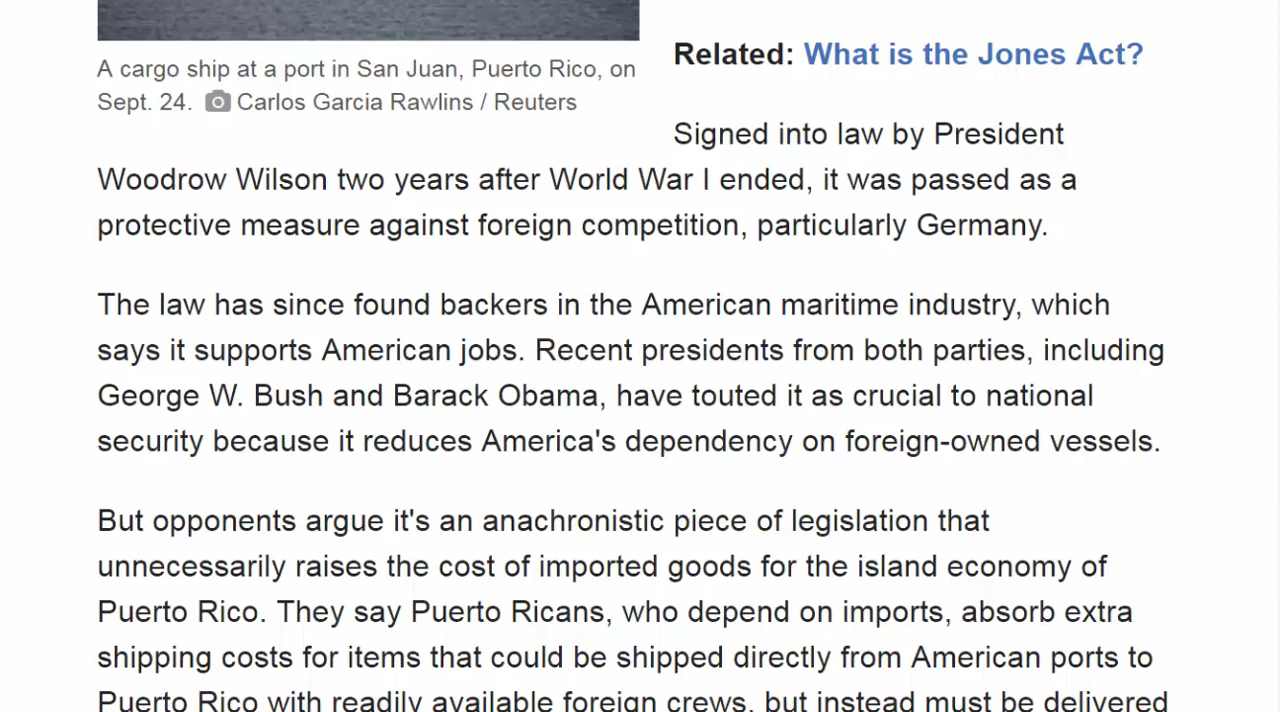 A cargo ship at a port in San Juan, Puerto Rico, on
Sept. 24. Carlos Garcia Rawlins / Reuters
Related: What is the Jones Act?
Signed into law by President
Woodrow Wilson two years after World War I ended, it was passed as a
protective measure against foreign competition, particularly Germany.
The law has since found backers in the American maritime industry, which
says it supports American jobs. Recent presidents from both parties, including
George W. Bush and Barack Obama, have touted it as crucial to national
security because it reduces America's dependency on foreign-owned vessels.
But opponents argue it's an anachronistic piece of legislation that
unnecessarily raises the cost of imported goods for the island economy of
Puerto Rico. They say Puerto Ricans, who depend on imports, absorb extra
shipping costs for items that could be shipped directly from American ports to
Puerto Rico with readily available foreign crews, but instead must be delivered